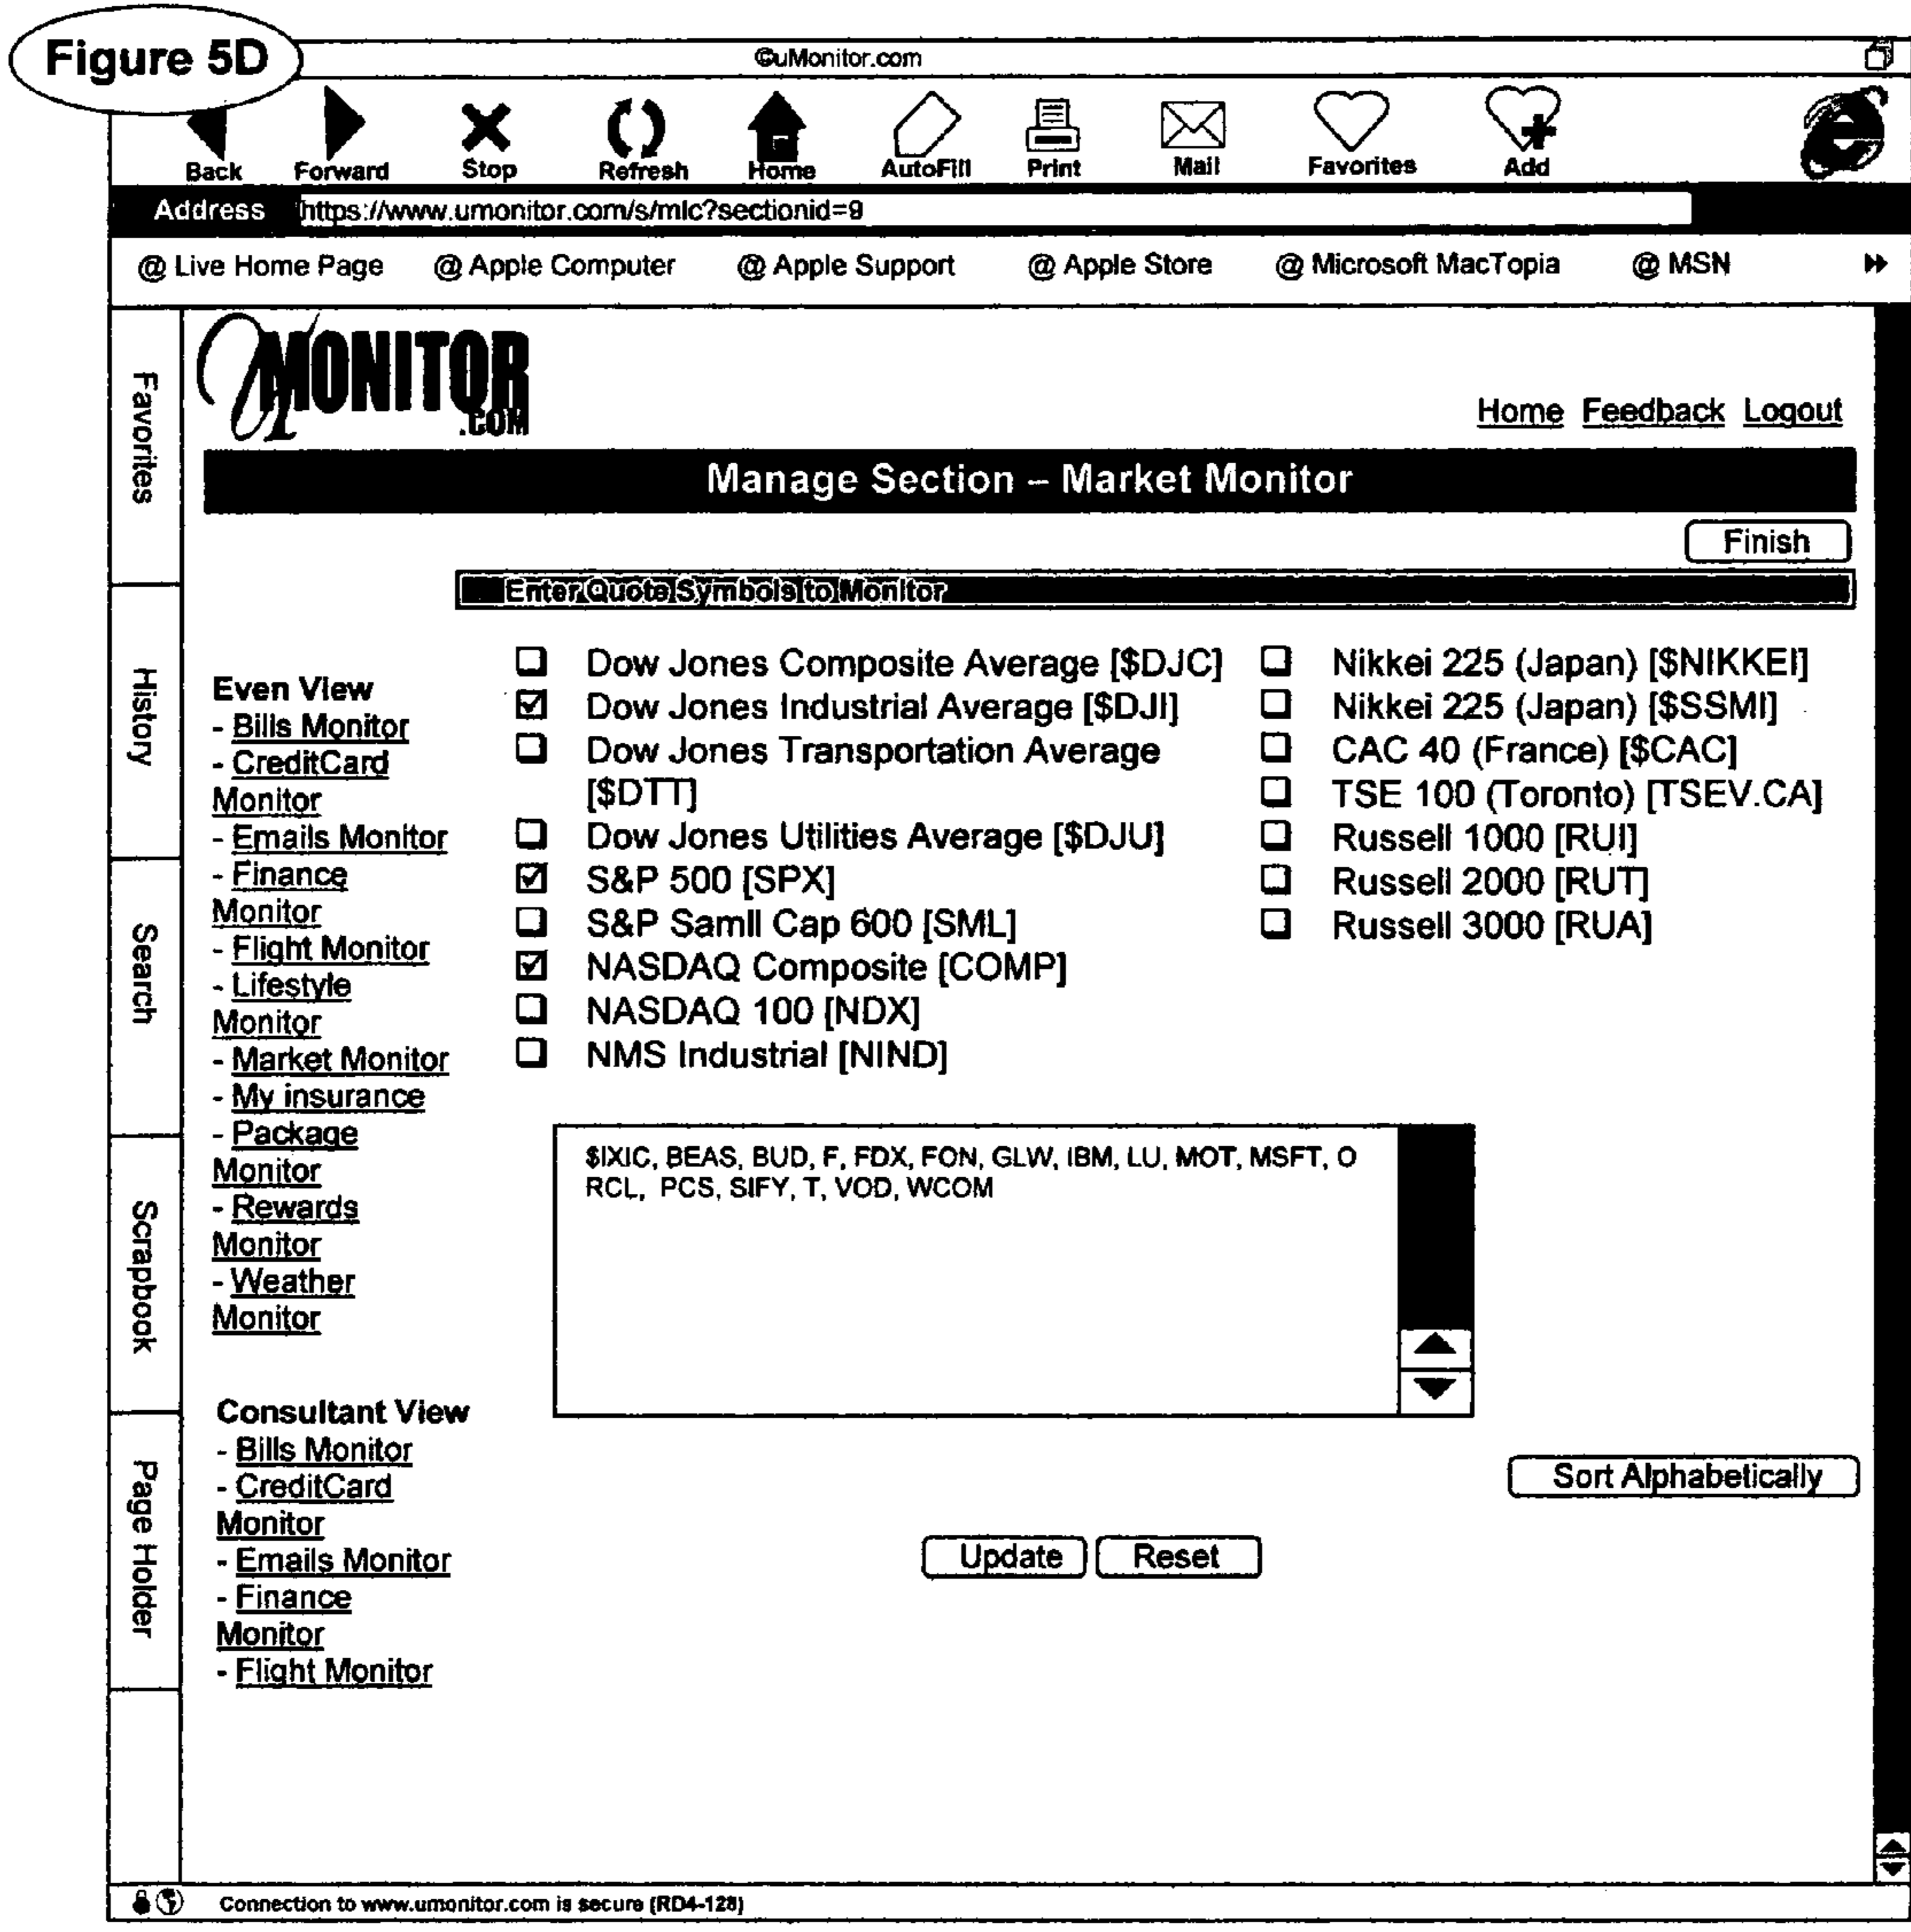 Figure 5D
©uMonitor.com
Back Forward Stop Refresh Home AutoFill Print Mail Favorites Add
Address https://www.umonitor.com/s/mlc?sectionid=9
@ Live Home Page @ Apple Computer @ Apple Support @ Apple Store @ Microsoft MacTopia @ MSN
Favorites
History
Search
Scrapbook
Page Holder
UMONITOR
.COM
Home Feedback Logout
Manage Section – Market Monitor
Finish
Enter Quote Symbols to Monitor
Even View
- Bills Monitor
- CreditCard
Monitor
- Emails Monitor
- Finance
Monitor
- Flight Monitor
- Lifestyle
Monitor
- Market Monitor
- My insurance
- Package
Monitor
- Rewards
Monitor
- Weather
Monitor
Consultant View
- Bills Monitor
- CreditCard
Monitor
- Emails Monitor
- Finance
Monitor
- Flight Monitor
Dow Jones Composite Average [$DJC]
Dow Jones Industrial Average [$DJI]
Dow Jones Transportation Average
[$DTT]
Dow Jones Utilities Average [$DJU]
S&P 500 [SPX]
S&P Samll Cap 600 [SML]
NASDAQ Composite [COMP]
NASDAQ 100 [NDX]
NMS Industrial [NIND]
Nikkei 225 (Japan) [$NIKKEI]
Nikkei 225 (Japan) [$SSMI]
CAC 40 (France) [$CAC]
TSE 100 (Toronto) [TSEV.CA]
Russell 1000 [RUI]
Russell 2000 [RUT]
Russell 3000 [RUA]
$IXIC, BEAS, BUD, F, FDX, FON, GLW, IBM, LU, MOT, MSFT, O
RCL, PCS, SIFY, T, VOD, WCOM
Sort Alphabetically
Update Reset
Connection to www.umonitor.com is secure (RD4-128)